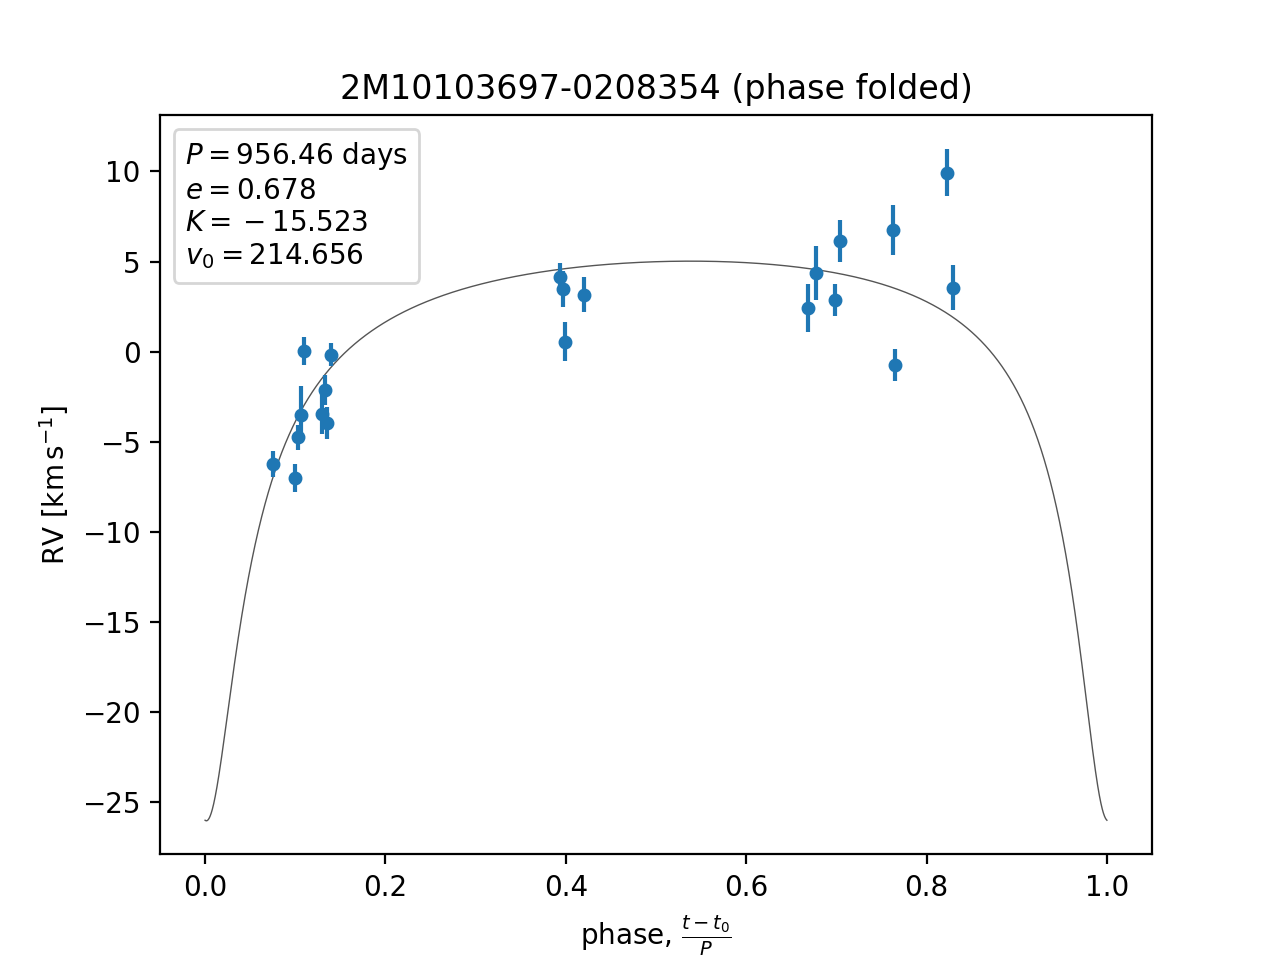 2M10103697-0208354 (phase folded)
P = 956.46 days
e = 0.678
K = −15.523
v₀ = 214.656
10
5
0
−5
−10
−15
−20
−25
RV [km s⁻¹]
0.0 0.2 0.4 0.6 0.8 1.0
phase, (t − t₀)/P